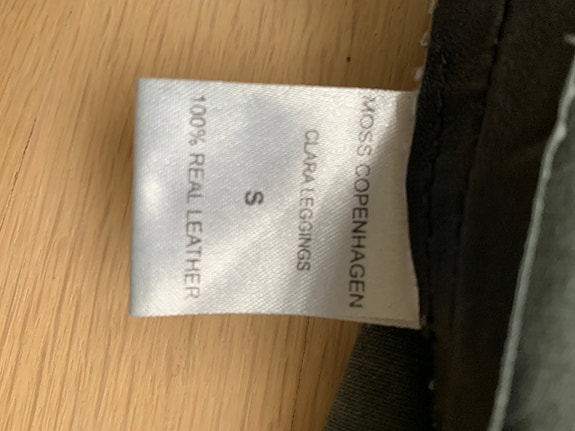 MOSS COPENHAGEN
CLARA LEGGINGS
S
100% REAL LEATHER